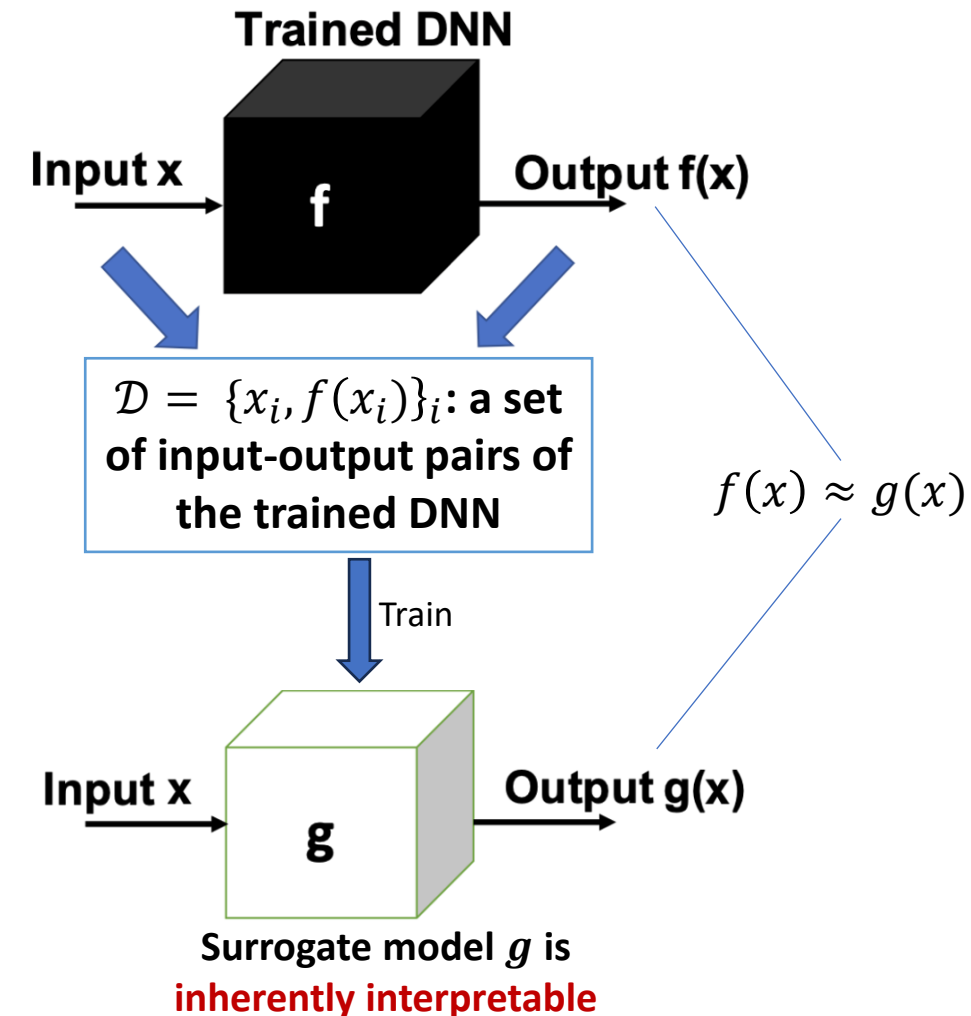 Trained DNN
Input x
f
Output f(x)
𝒟 = {xᵢ, f(xᵢ)}ᵢ: a set
of input-output pairs of
the trained DNN
f(x) ≈ g(x)
Train
Input x
g
Output g(x)
Surrogate model g is
inherently interpretable